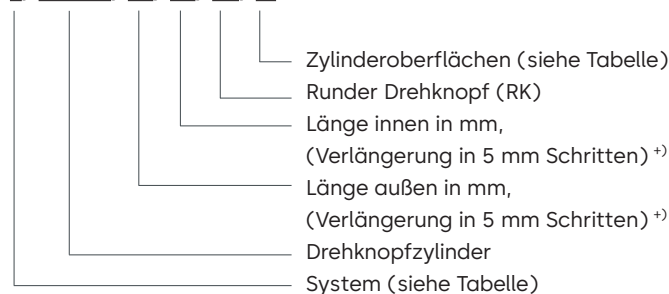 Zylinderoberflächen (siehe Tabelle)
Runder Drehknopf (RK)
Länge innen in mm,
(Verlängerung in 5 mm Schritten) +)
Länge außen in mm,
(Verlängerung in 5 mm Schritten) +)
Drehknopfzylinder
System (siehe Tabelle)